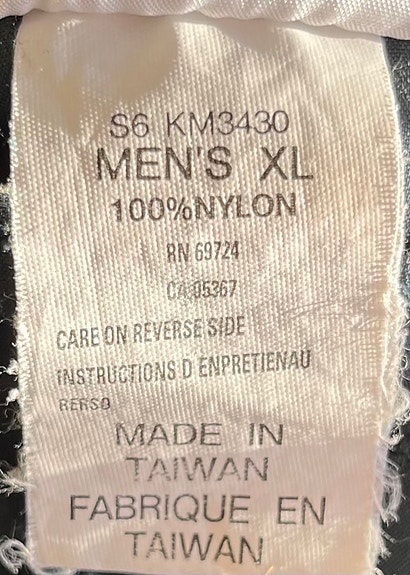 S6 KM3430
MEN'S XL
100%NYLON
RN 69724
CA 05367
CARE ON REVERSE SIDE
INSTRUCTIONS D ENPRETIENAU
BERSO
MADE IN
TAIWAN
FABRIQUE EN
TAIWAN